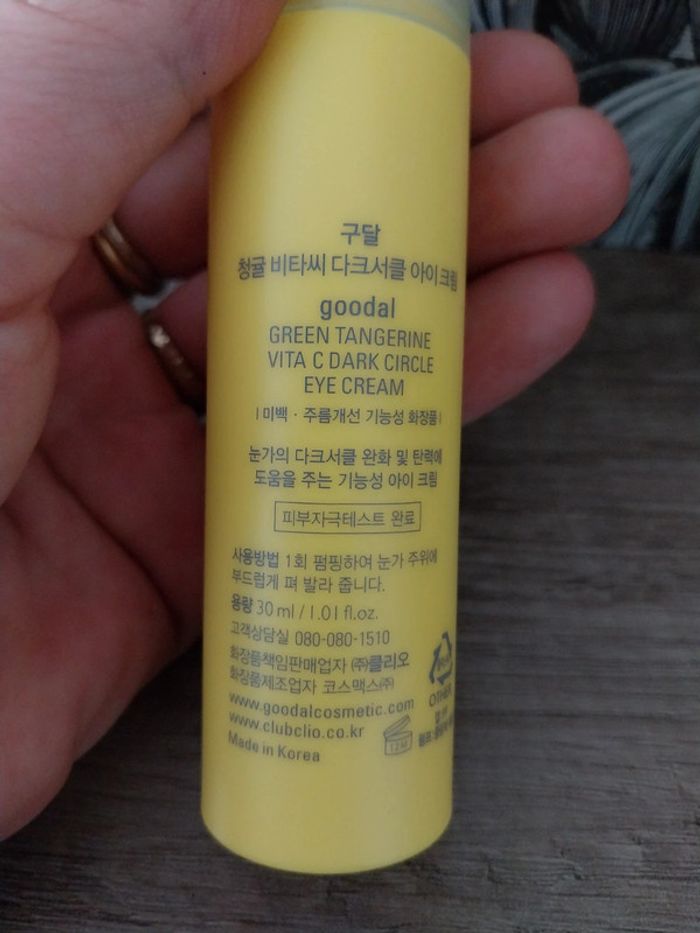 구달
청귤 비타씨 다크서클 아이 크림
goodal
GREEN TANGERINE
VITA C DARK CIRCLE
EYE CREAM
| 미백 · 주름개선 기능성 화장품 |
눈가의 다크서클 완화 및 탄력에
도움을 주는 기능성 아이 크림
피부자극테스트 완료
사용방법 1회 펌핑하여 눈가 주위에
부드럽게 펴 발라 줍니다.
용량 30 ml / 1.01 fl.oz.
고객상담실 080-080-1510
화장품책임판매업자 ㈜클리오
화장품제조업자 코스맥스㈜
www.goodalcosmetic.com
www.clubclio.co.kr
Made in Korea
12M
OTHER